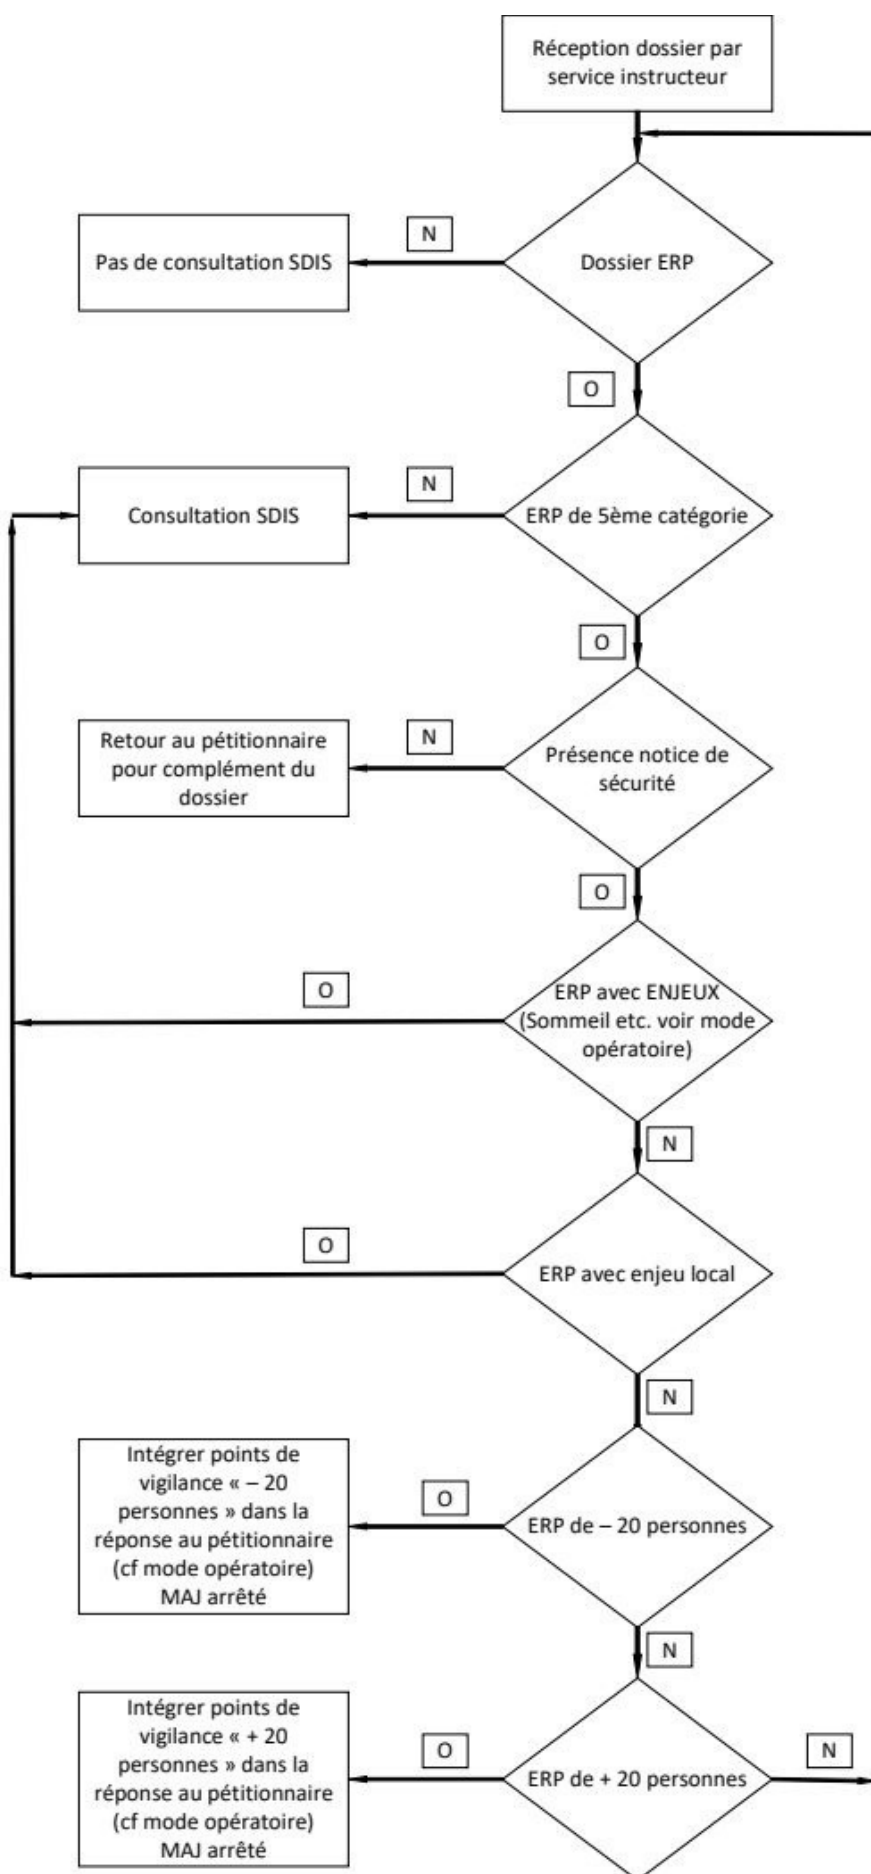 Réception dossier par
service instructeur
N
Pas de consultation SDIS
Dossier ERP
O
N
Consultation SDIS
ERP de 5ème catégorie
O
Retour au pétitionnaire
pour complément du
dossier
N
Présence notice de
sécurité
O
O
ERP avec ENJEUX
(Sommeil etc. voir mode
opératoire)
N
O
ERP avec enjeu local
N
Intégrer points de
vigilance « – 20
personnes » dans la
réponse au pétitionnaire
(cf mode opératoire)
MAJ arrêté
O
ERP de – 20 personnes
N
Intégrer points de
vigilance « + 20
personnes » dans la
réponse au pétitionnaire
(cf mode opératoire)
MAJ arrêté
O
ERP de + 20 personnes
N